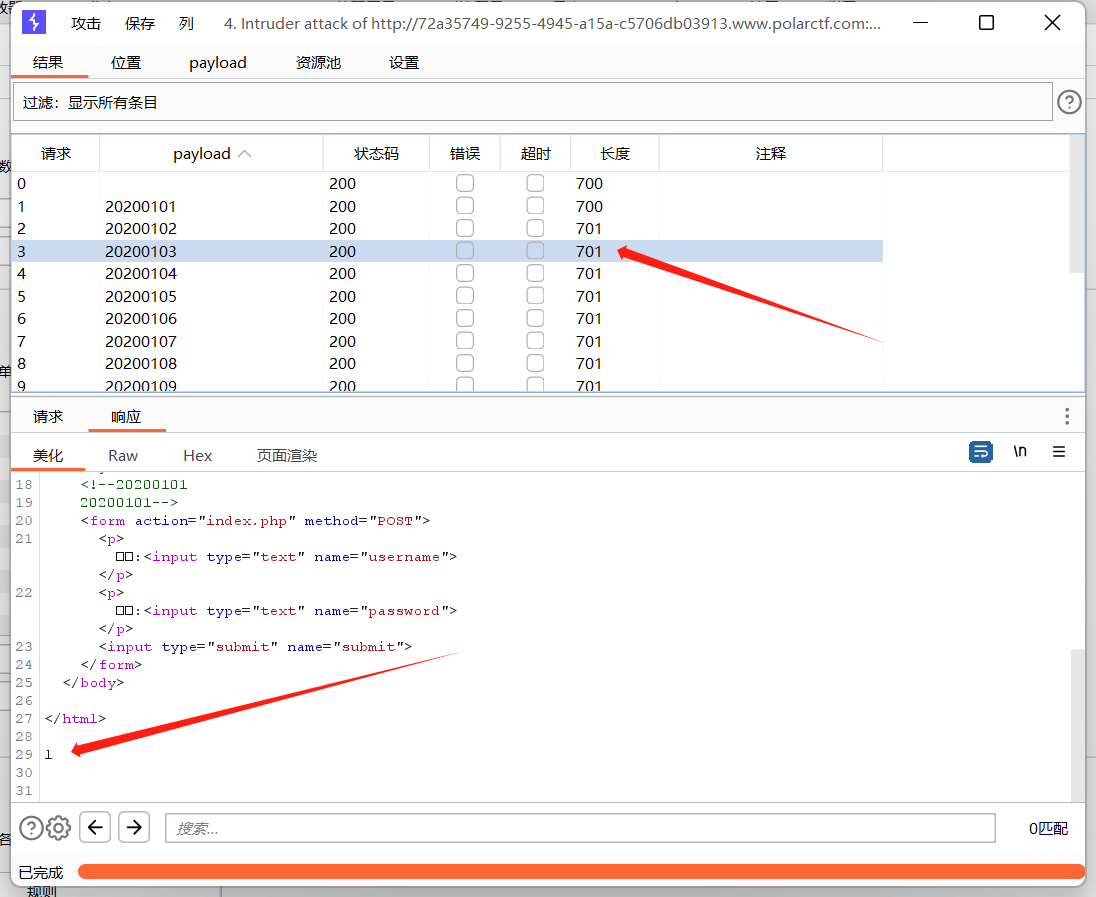 攻击 保存 列 4. Intruder attack of http://72a35749-9255-4945-a15a-c5706db03913.www.polarctf.com:...
结果 位置 payload 资源池 设置
过滤：显示所有条目
请求 payload 状态码 错误 超时 长度 注释
0 200 700
1 20200101 200 700
2 20200102 200 701
3 20200103 200 701
4 20200104 200 701
5 20200105 200 701
6 20200106 200 701
7 20200107 200 701
8 20200108 200 701
9 20200109 200 701
请求 响应
美化 Raw Hex 页面渲染 \n
18 <!--20200101
19 20200101-->
20 <form action="index.php" method="POST">
21 <p>
□□:<input type="text" name="username">
</p>
22 <p>
□□:<input type="text" name="password">
</p>
23 <input type="submit" name="submit">
24 </form>
25 </body>
26
27 </html>
28
29 l
30
31
搜索... 0匹配
已完成
规则